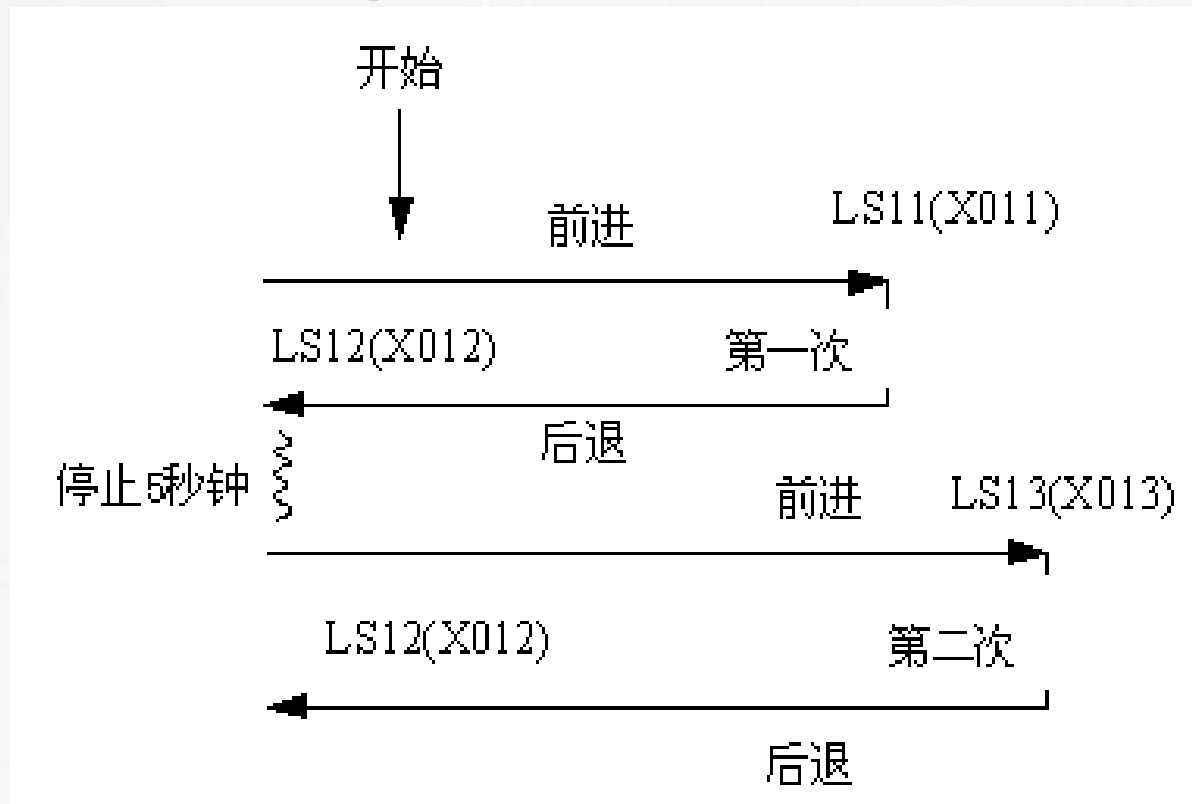 开始
前进
LS11(X011)
LS12(X012)
第一次
后退
停止5秒钟
前进
LS13(X013)
LS12(X012)
第二次
后退